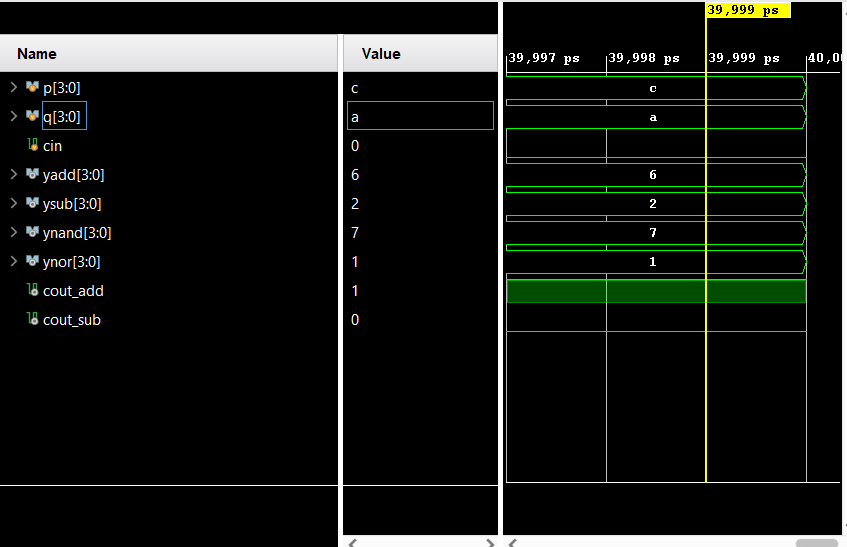 39,999 ps
Name Value
39,997 ps 39,998 ps 39,999 ps 40,00
p[3:0] c c
q[3:0] a a
cin 0
yadd[3:0] 6 6
ysub[3:0] 2 2
ynand[3:0] 7 7
ynor[3:0] 1 1
cout_add 1
cout_sub 0